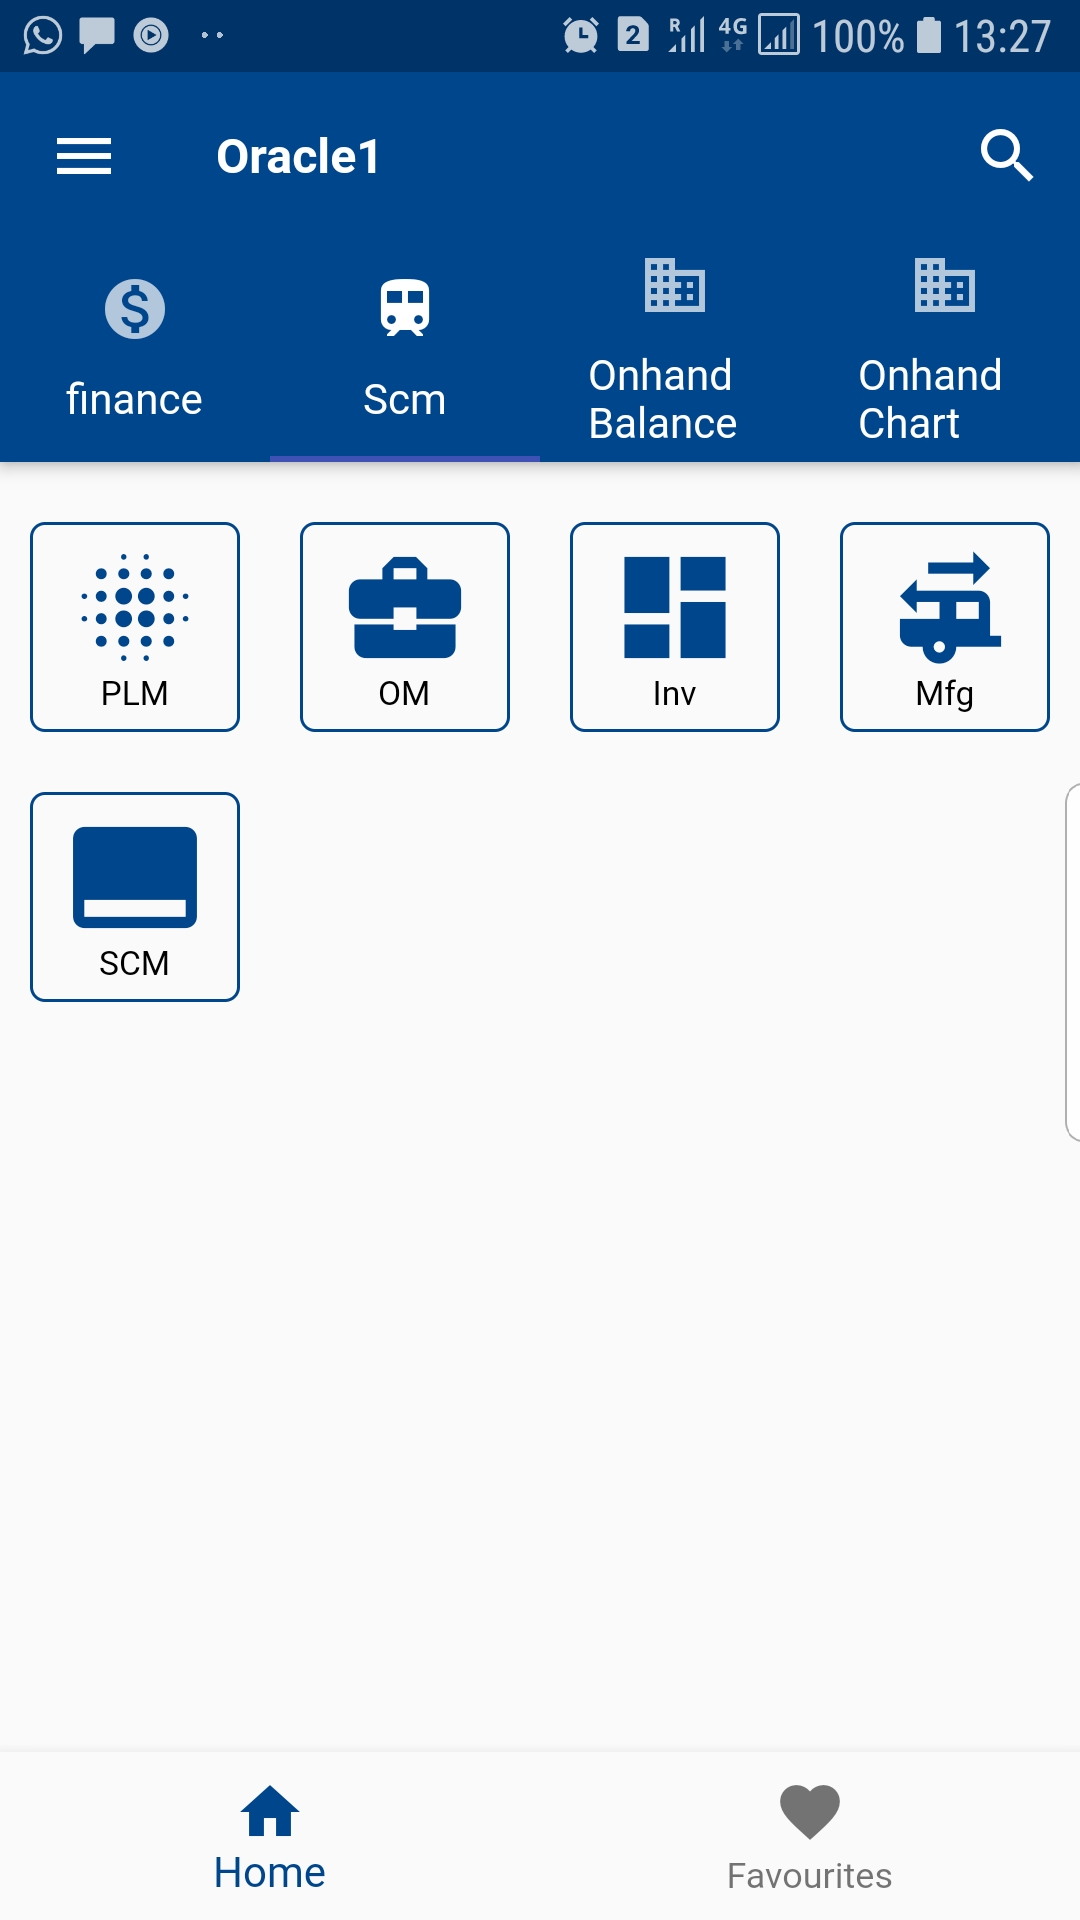 2 R 4G 100% 13:27
Oracle1
finance
Scm
Onhand
Balance
Onhand
Chart
PLM
OM
Inv
Mfg
SCM
Home
Favourites